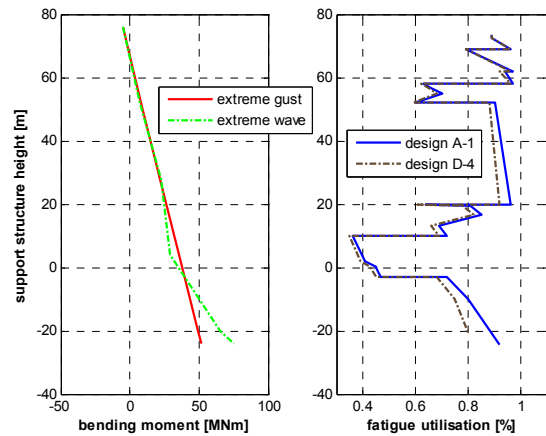 80
60
40
20
0
-20
-40
-50 0 50 100
support structure height [m]
bending moment [MNm]
extreme gust
extreme wave
80
60
40
20
0
-20
-40
0.4 0.6 0.8 1
fatigue utilisation [%]
design A-1
design D-4